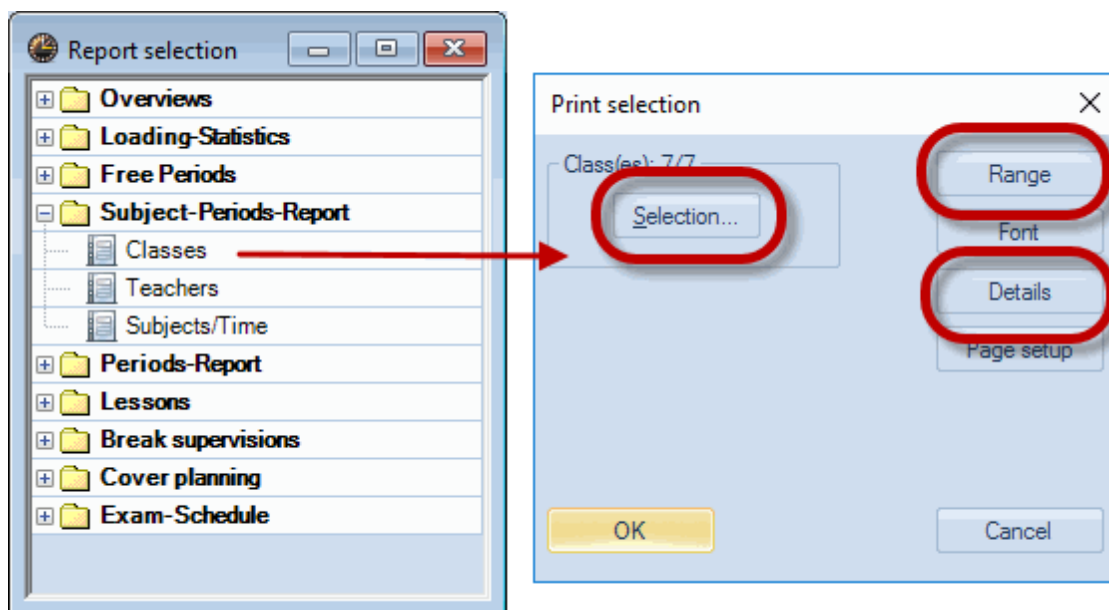 Report selection
Overviews
Loading-Statistics
Free Periods
Subject-Periods-Report
Classes
Teachers
Subjects/Time
Periods-Report
Lessons
Break supervisions
Cover planning
Exam-Schedule
Print selection
Class(es): 7/7
Selection...
Range
Font
Details
Page setup
OK
Cancel